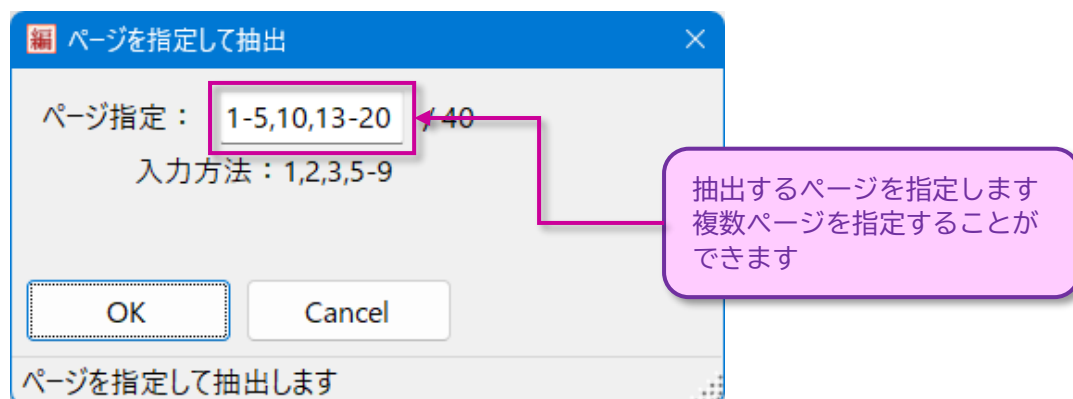 編 ページを指定して抽出
ページ指定： 1-5,10,13-20 / 40
入力方法：1,2,3,5-9
抽出するページを指定します
複数ページを指定することが
できます
OK Cancel
ページを指定して抽出します